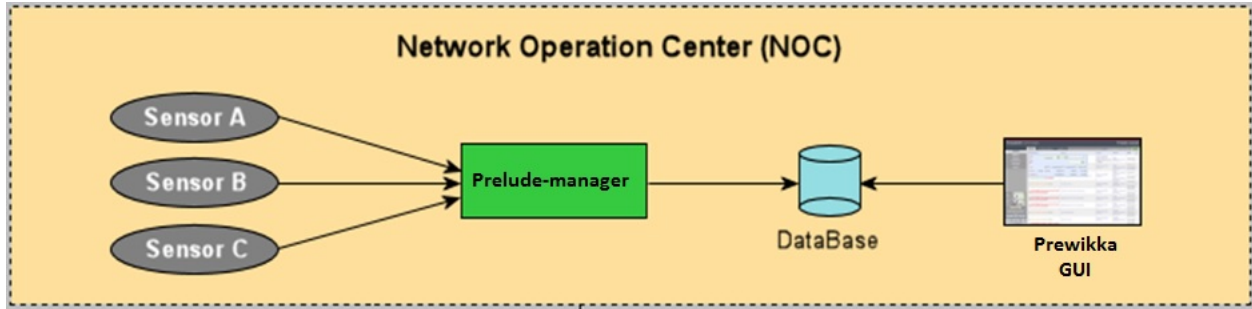 Network Operation Center (NOC)
Sensor A
Sensor B
Sensor C
Prelude-manager
DataBase
Prewikka
GUI